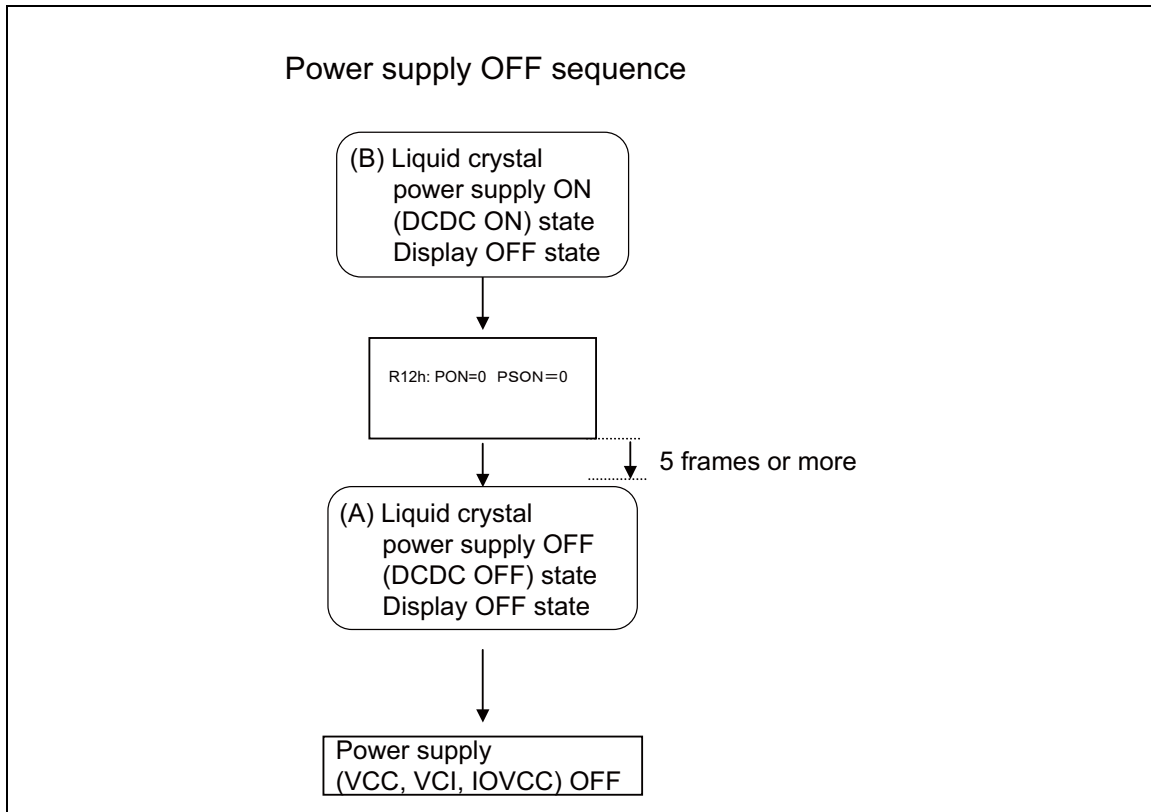 Power supply OFF sequence
(B) Liquid crystal
power supply ON
(DCDC ON) state
Display OFF state
R12h: PON=0 PSON＝0
5 frames or more
(A) Liquid crystal
power supply OFF
(DCDC OFF) state
Display OFF state
Power supply
(VCC, VCI, IOVCC) OFF